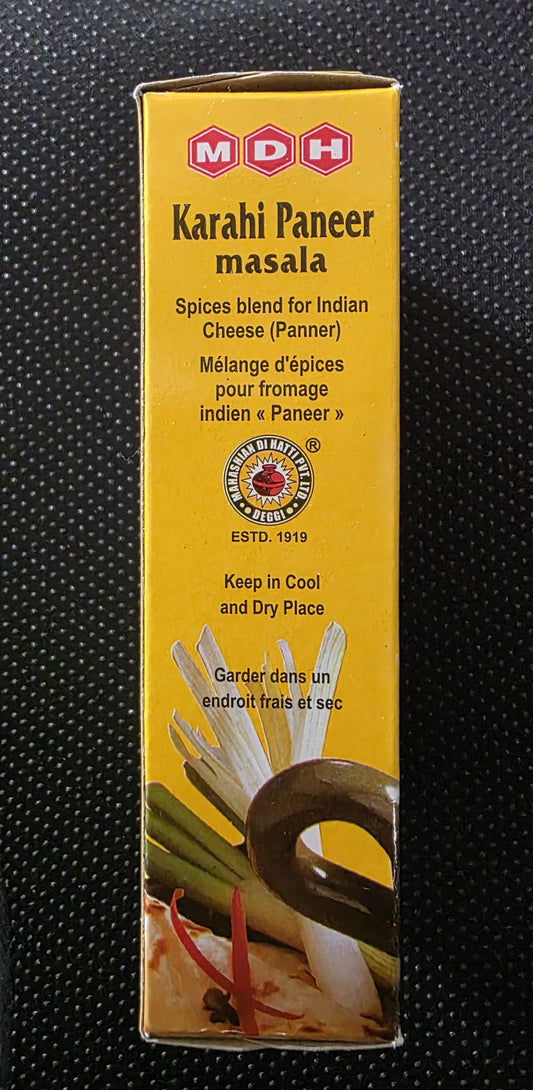 MDH
Karahi Paneer
masala
Spices blend for Indian
Cheese (Panner)
Mélange d'épices
pour fromage
indien « Paneer »
MAHASHIAN DI HATTI PVT. LTD. ®
DEGGI
ESTD. 1919
Keep in Cool
and Dry Place
Garder dans un
endroit frais et sec